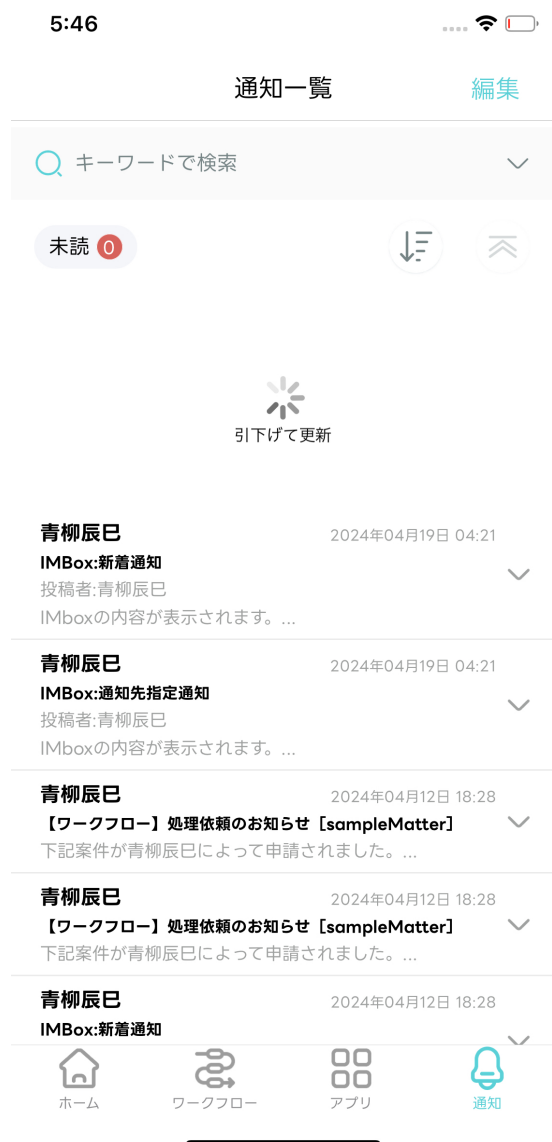 5:46
通知一覧 編集
キーワードで検索
未読 0
引下げて更新
青柳辰巳 2024年04月19日 04:21
IMBox:新着通知
投稿者:青柳辰巳
IMboxの内容が表示されます。...
青柳辰巳 2024年04月19日 04:21
IMBox:通知先指定通知
投稿者:青柳辰巳
IMboxの内容が表示されます。...
青柳辰巳 2024年04月12日 18:28
【ワークフロー】処理依頼のお知らせ［sampleMatter］
下記案件が青柳辰巳によって申請されました。...
青柳辰巳 2024年04月12日 18:28
【ワークフロー】処理依頼のお知らせ［sampleMatter］
下記案件が青柳辰巳によって申請されました。...
青柳辰巳 2024年04月12日 18:28
IMBox:新着通知
ホーム ワークフロー アプリ 通知